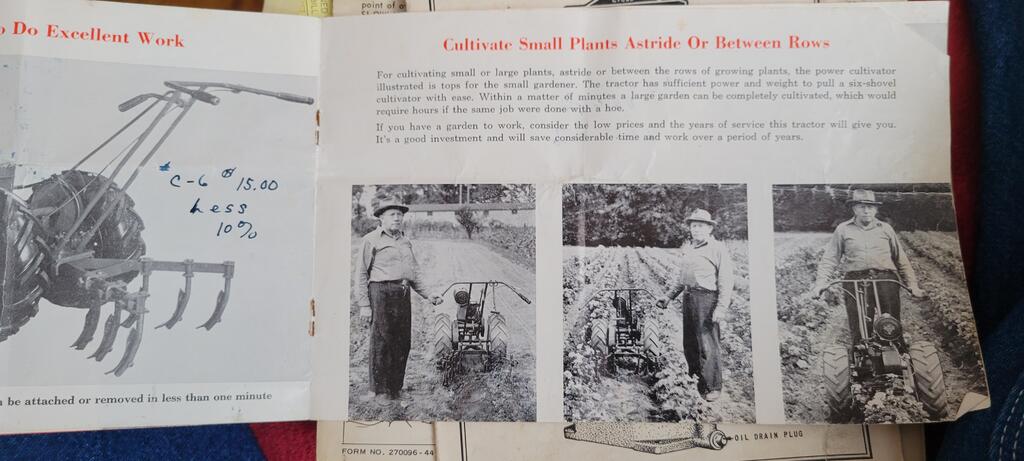 Do Excellent Work
# C-6 $15.00
Less
10%
be attached or removed in less than one minute
point of
Cultivate Small Plants Astride Or Between Rows
For cultivating small or large plants, astride or between the rows of growing plants, the power cultivator
illustrated is tops for the small gardener. The tractor has sufficient power and weight to pull a six-shovel
cultivator with ease. Within a matter of minutes a large garden can be completely cultivated, which would
require hours if the same job were done with a hoe.
If you have a garden to work, consider the low prices and the years of service this tractor will give you.
It's a good investment and will save considerable time and work over a period of years.
OIL DRAIN PLUG
FORM NO. 270096-44